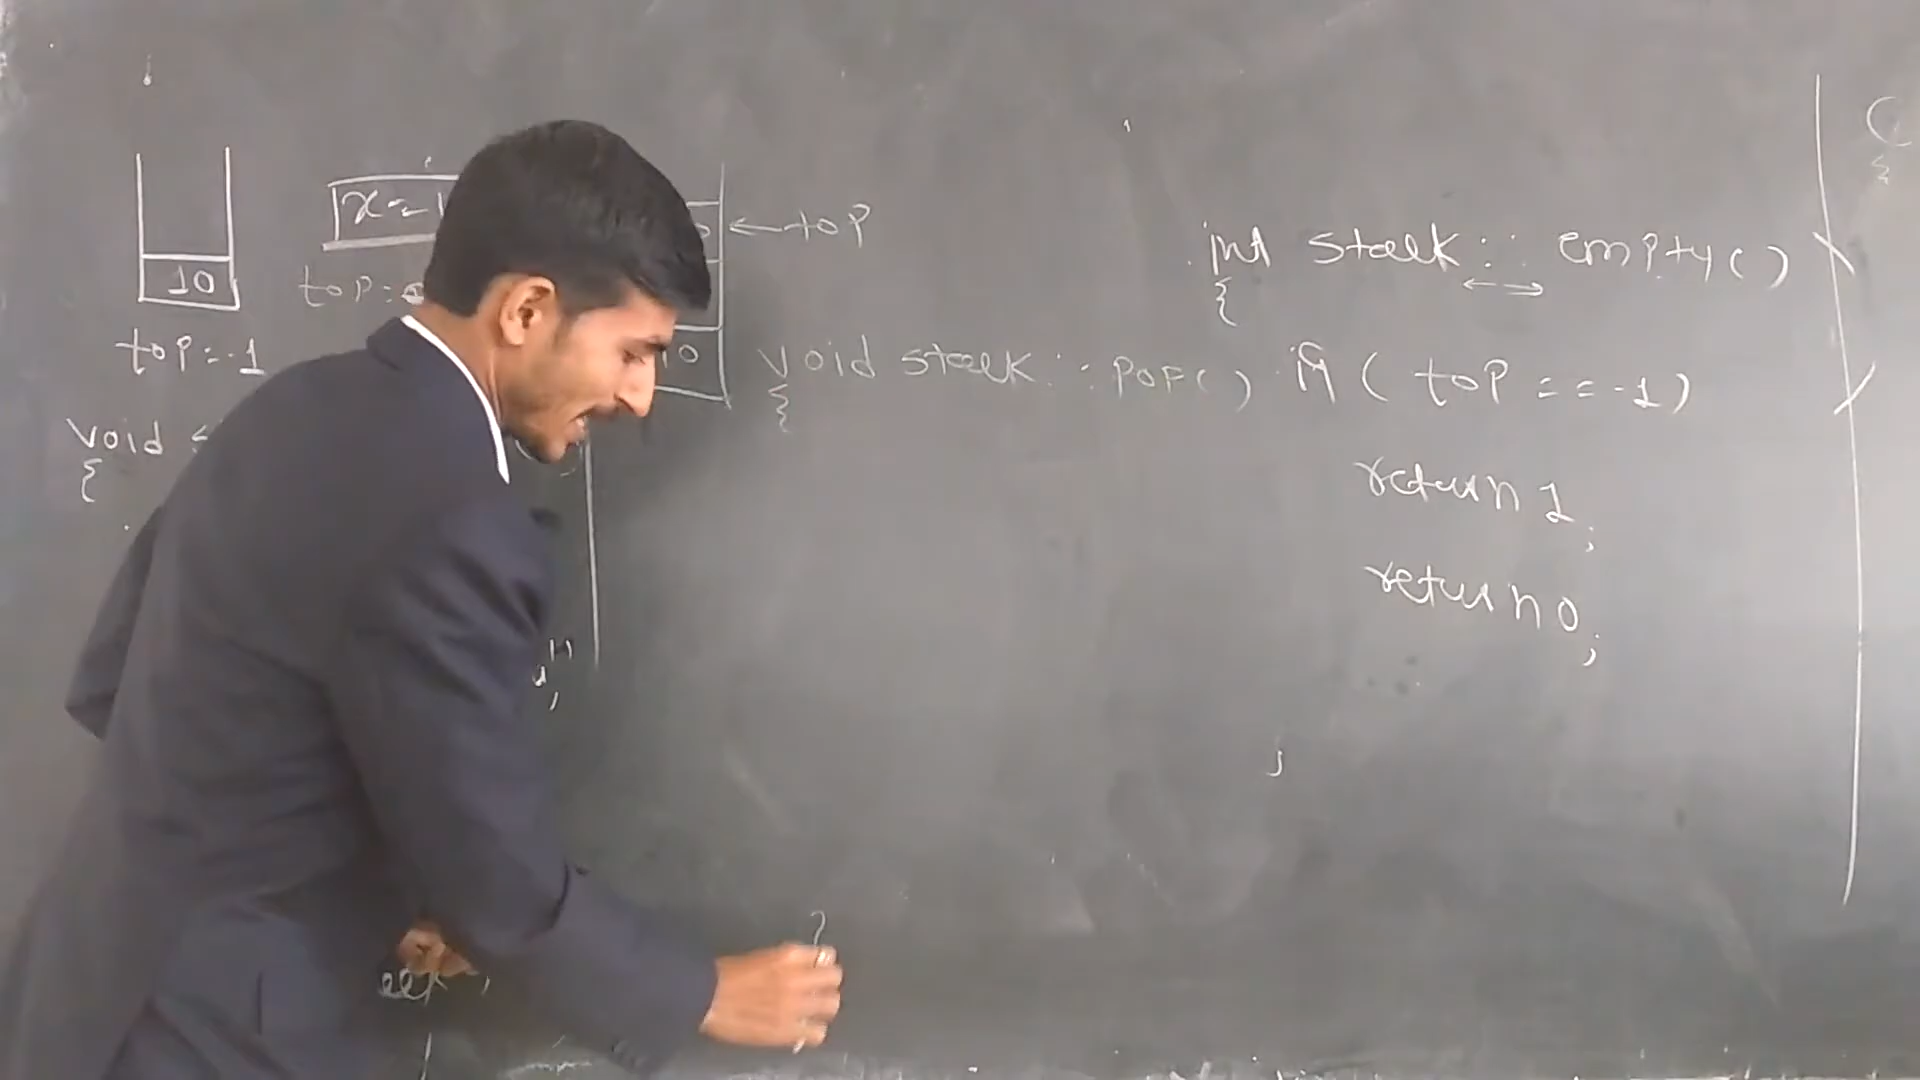 10
top=-1
x=
top=
← top
10
void
{
void stack :: pop()
{
int stack :: empty()
{
if ( top == -1)
return 1;
return 0;
}